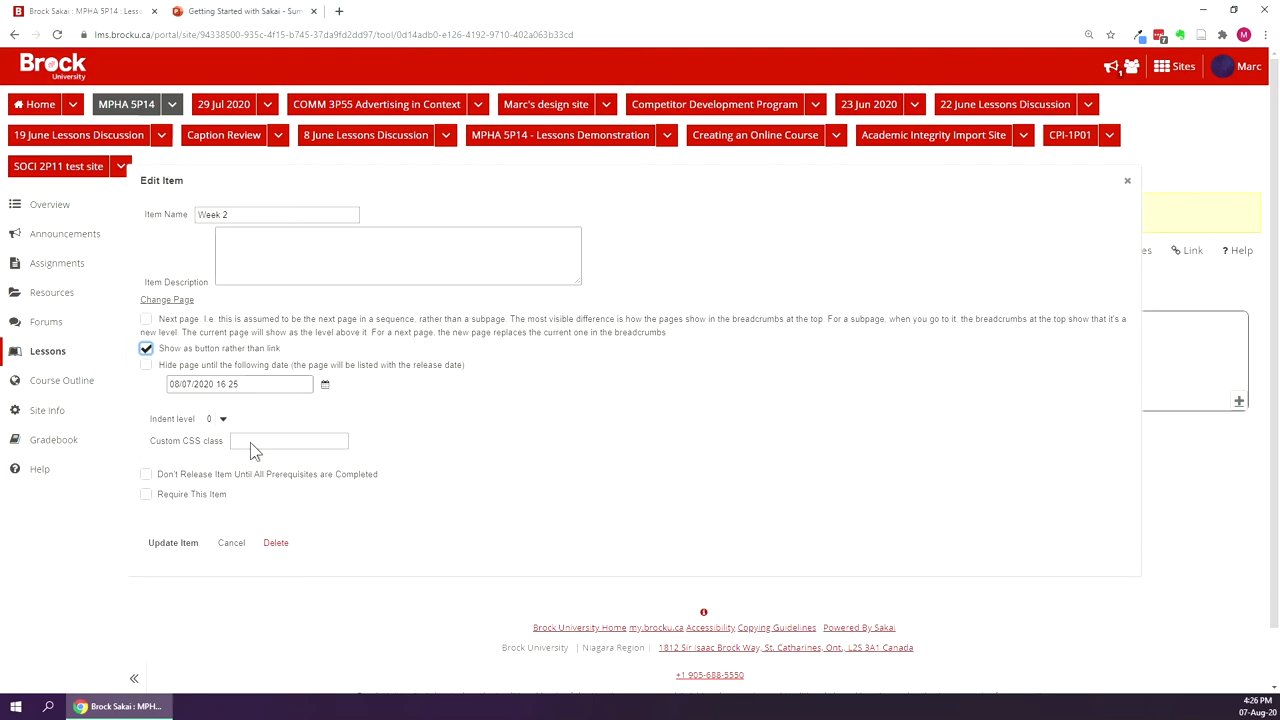 Brock Sakai : MPHA 5P14 : Less
Getting Started with Sakai - Sum
lms.brocku.ca/portal/site/94338500-935c-4f15-b745-37da9fd2dd97/tool/0d14adb0-e126-4192-9710-402a063b33cd
Brock University
Sites
Marc
Home
MPHA 5P14
29 Jul 2020
COMM 3P55 Advertising in Context
Marc's design site
Competitor Development Program
23 Jun 2020
22 June Lessons Discussion
19 June Lessons Discussion
Caption Review
8 June Lessons Discussion
MPHA 5P14 - Lessons Demonstration
Creating an Online Course
Academic Integrity Import Site
CPI-1P01
SOCI 2P11 test site
Overview
Announcements
Assignments
Resources
Forums
Lessons
Course Outline
Site Info
Gradebook
Help
Edit Item
Item Name
Week 2
Item Description
Change Page
Next page. I.e. this is assumed to be the next page in a sequence, rather than a subpage. The most visible difference is how the pages show in the breadcrumbs at the top. For a subpage, when you go to it, the breadcrumbs at the top show that it's a
new level. The current page will show as the level above it. For a next page, the new page replaces the current one in the breadcrumbs.
Show as button rather than link
Hide page until the following date (the page will be listed with the release date)
08/07/2020 16 25
Indent level 0
Custom CSS class
Don't Release Item Until All Prerequisites are Completed
Require This Item
Update Item
Cancel
Delete
es
Link
? Help
Brock University Home my.brocku.ca Accessibility Copying Guidelines Powered By Sakai
Brock University | Niagara Region | 1812 Sir Isaac Brock Way, St. Catharines, Ont., L2S 3A1 Canada
+1 905-688-5550
Brock Sakai : MPH...
4:26 PM
07-Aug-20